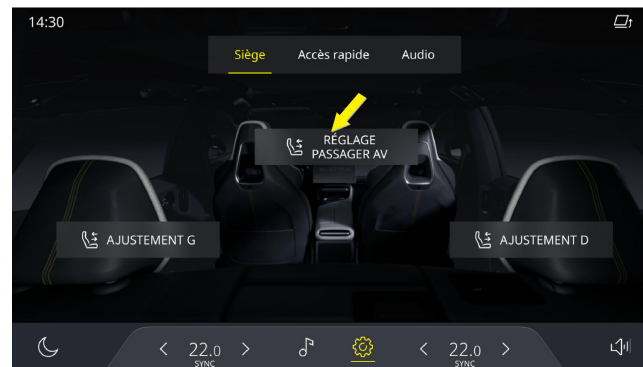 14:30
Siège Accès rapide Audio
RÉGLAGE
PASSAGER AV
AJUSTEMENT G AJUSTEMENT D
22.0 22.0
SYNC SYNC